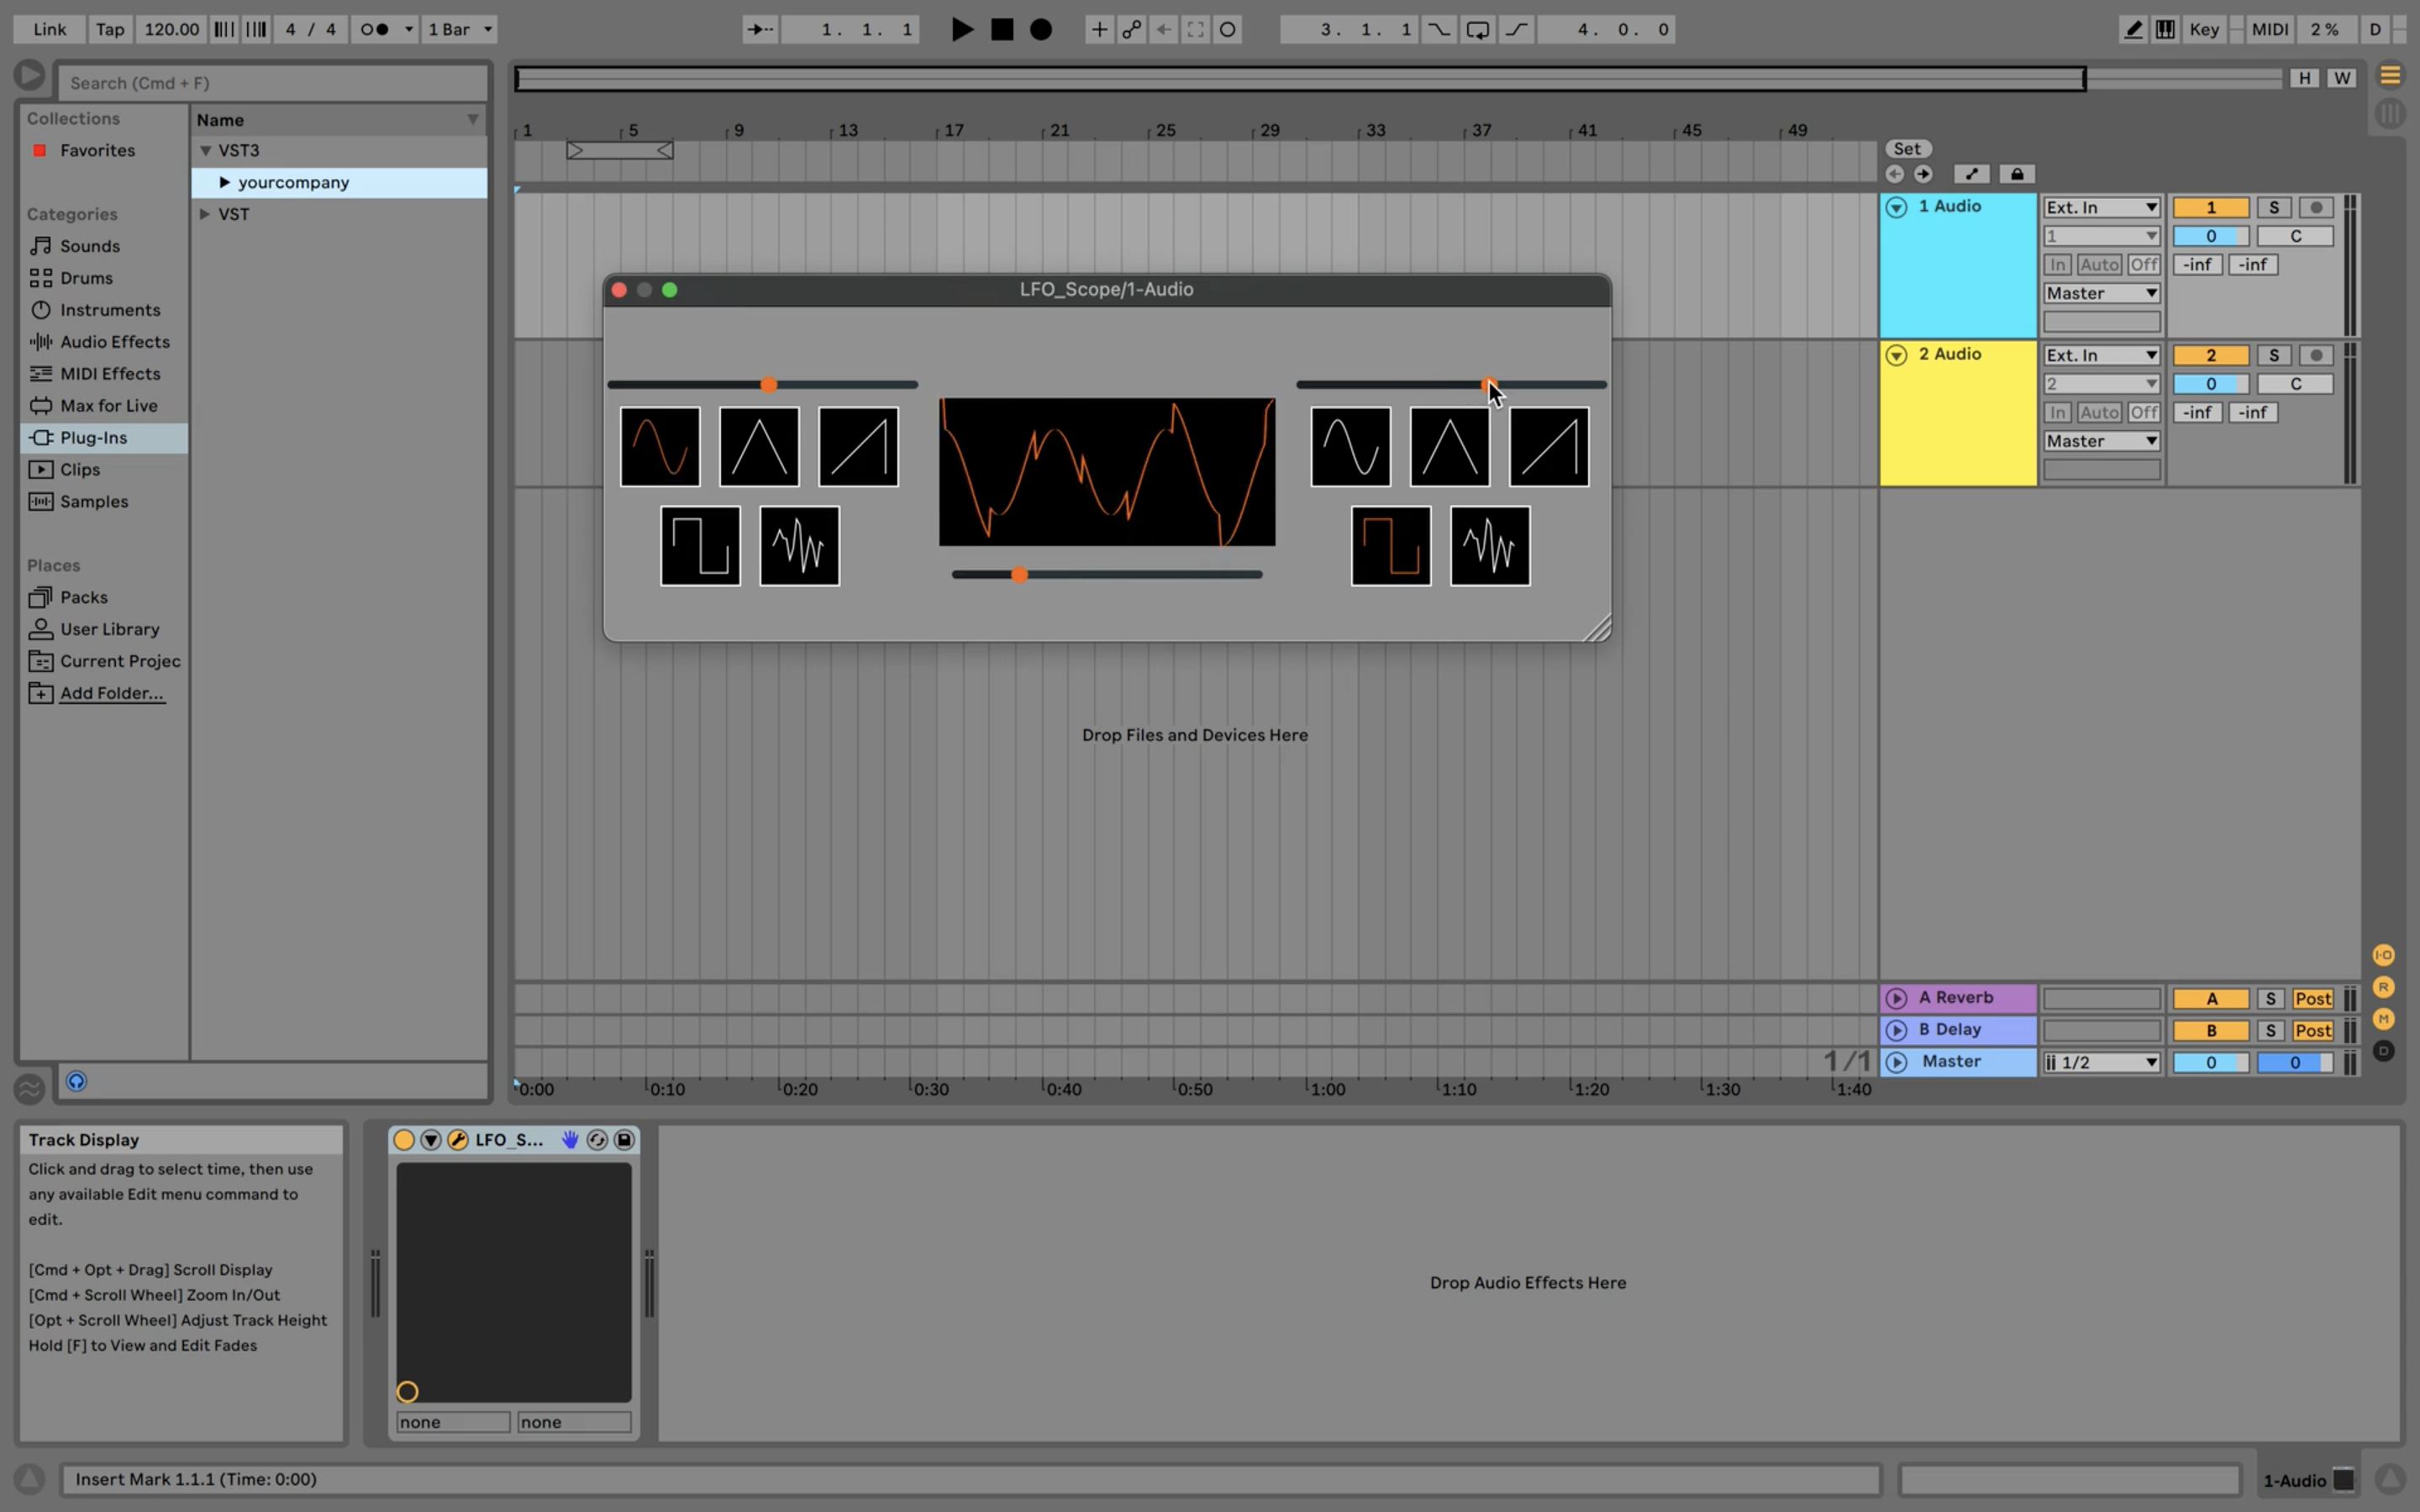 Link Tap 120.00 4 / 4 1 Bar 1. 1. 1 3. 1. 1 4. 0. 0 Key MIDI 2 % D
Search (Cmd + F)
H W
Collections
Favorites
Name
VST3
yourcompany
VST
Categories
Sounds
Drums
Instruments
Audio Effects
MIDI Effects
Max for Live
Plug-Ins
Clips
Samples
Places
Packs
User Library
Current Projec
Add Folder...
1 5 9 13 17 21 25 29 33 37 41 45 49
Set
1 Audio Ext. In 1 S
1 0 C
In Auto Off -inf -inf
Master
LFO_Scope/1-Audio
2 Audio Ext. In 2 S
2 0 C
In Auto Off -inf -inf
Master
Drop Files and Devices Here
I·O
R
M
D
A Reverb A S Post
B Delay B S Post
1/1 Master 1/2 0 0
0:00 0:10 0:20 0:30 0:40 0:50 1:00 1:10 1:20 1:30 1:40
Track Display
Click and drag to select time, then use
any available Edit menu command to
edit.
[Cmd + Opt + Drag] Scroll Display
[Cmd + Scroll Wheel] Zoom In/Out
[Opt + Scroll Wheel] Adjust Track Height
Hold [F] to View and Edit Fades
LFO_S...
none none
Drop Audio Effects Here
Insert Mark 1.1.1 (Time: 0:00)
1-Audio